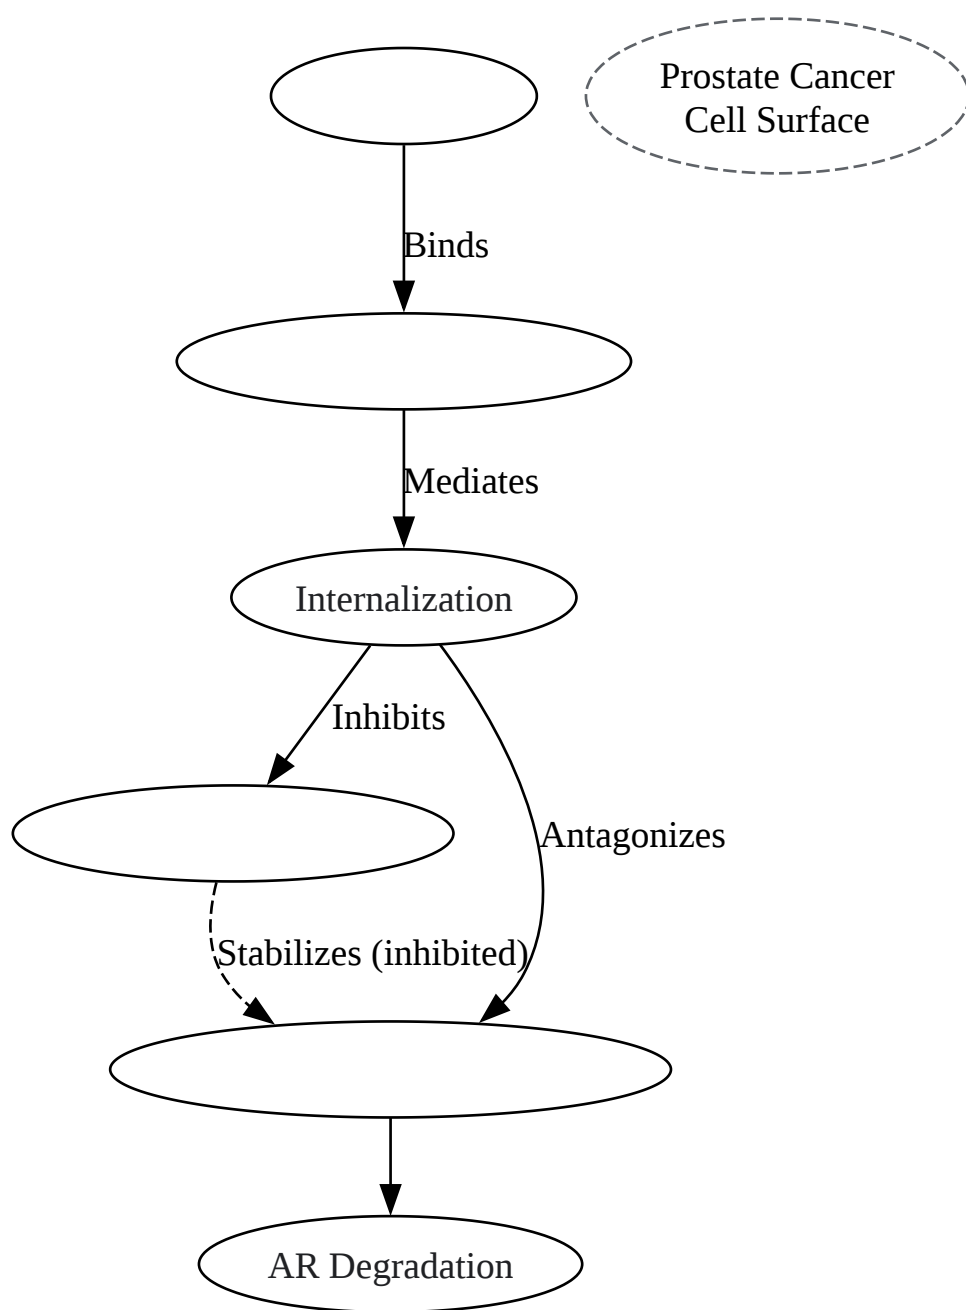 Prostate Cancer
Cell Surface
Binds
Mediates
Internalization
Inhibits
Antagonizes
Stabilizes (inhibited)
AR Degradation